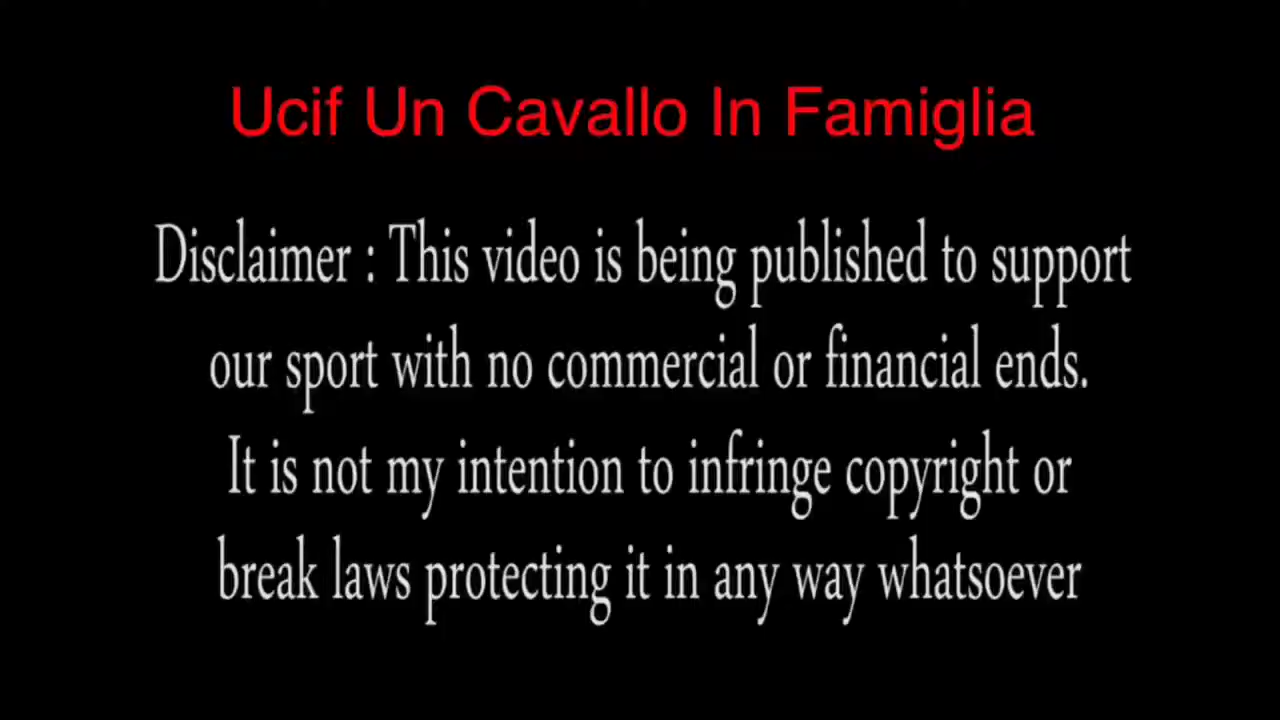 Ucif Un Cavallo In Famiglia
Disclaimer : This video is being published to support
our sport with no commercial or financial ends.
It is not my intention to infringe copyright or
break laws protecting it in any way whatsoever